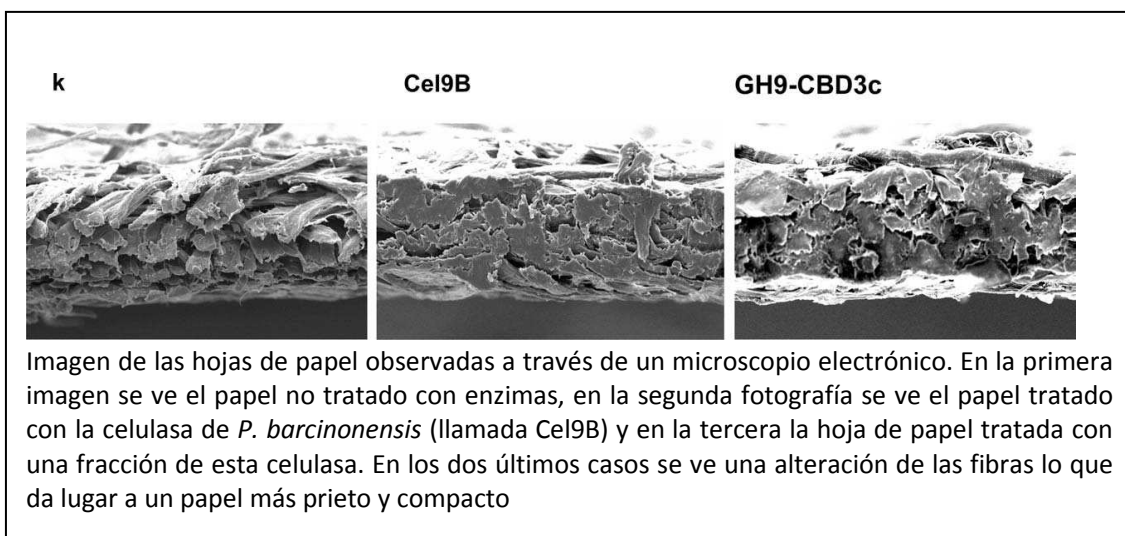 k
Cel9B
GH9-CBD3c
Imagen de las hojas de papel observadas a través de un microscopio electrónico. En la primera
imagen se ve el papel no tratado con enzimas, en la segunda fotografía se ve el papel tratado
con la celulasa de P. barcinonensis (llamada Cel9B) y en la tercera la hoja de papel tratada con
una fracción de esta celulasa. En los dos últimos casos se ve una alteración de las fibras lo que
da lugar a un papel más prieto y compacto